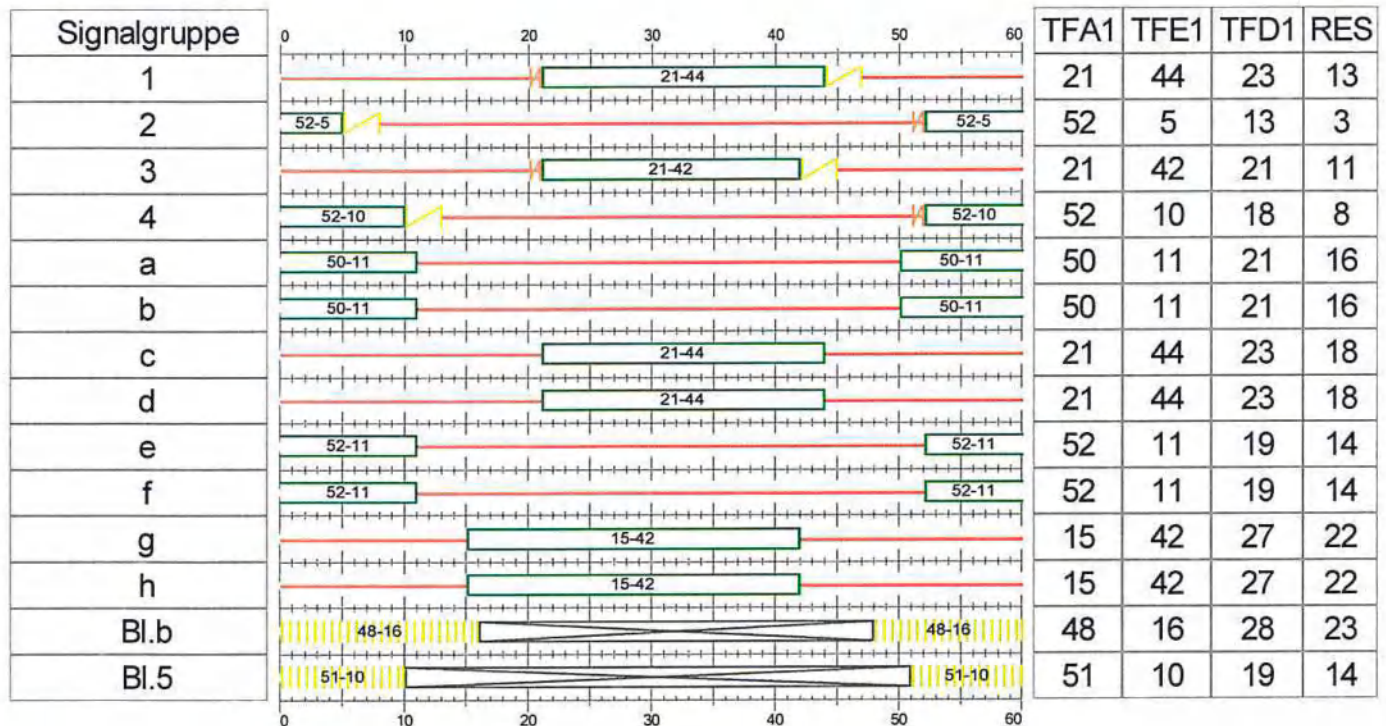 Signalgruppe 0 10 20 30 40 50 60 TFA1 TFE1 TFD1 RES
1 21-44 21 44 23 13
2 52-5 52-5 52 5 13 3
3 21-42 21 42 21 11
4 52-10 52-10 52 10 18 8
a 50-11 50-11 50 11 21 16
b 50-11 50-11 50 11 21 16
c 21-44 21 44 23 18
d 21-44 21 44 23 18
e 52-11 52-11 52 11 19 14
f 52-11 52-11 52 11 19 14
g 15-42 15 42 27 22
h 15-42 15 42 27 22
Bl.b 48-16 48-16 48 16 28 23
Bl.5 51-10 51-10 51 10 19 14
0 10 20 30 40 50 60